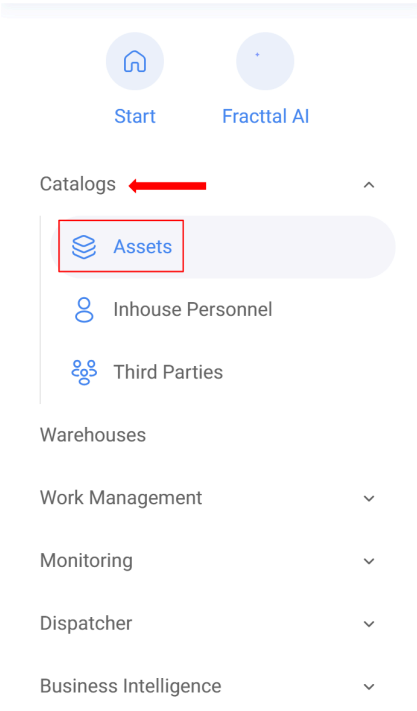 Start Fracttal AI
Catalogs
Assets
Inhouse Personnel
Third Parties
Warehouses
Work Management
Monitoring
Dispatcher
Business Intelligence